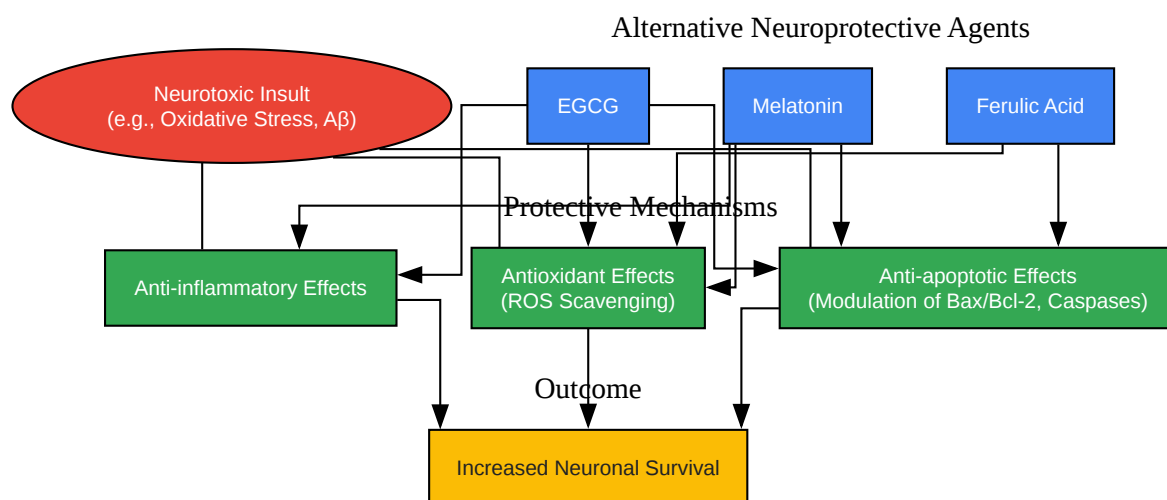 Alternative Neuroprotective Agents
Neurotoxic Insult
(e.g., Oxidative Stress, Aβ)
EGCG
Melatonin
Ferulic Acid
Protective Mechanisms
Anti-inflammatory Effects
Antioxidant Effects
(ROS Scavenging)
Anti-apoptotic Effects
(Modulation of Bax/Bcl-2, Caspases)
Outcome
Increased Neuronal Survival